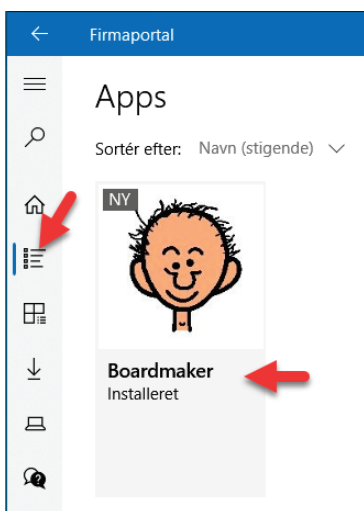 Firmaportal
Apps
Sortér efter: Navn (stigende)
NY
Boardmaker
Installeret